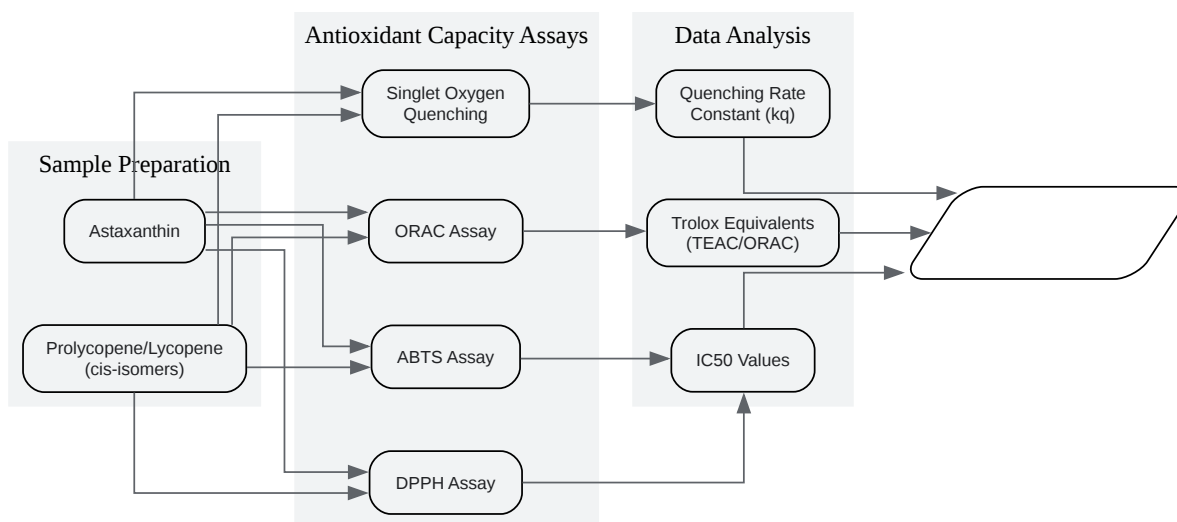 Antioxidant Capacity Assays
Data Analysis
Singlet Oxygen
Quenching
Quenching Rate
Constant (kq)
Sample Preparation
Astaxanthin
ORAC Assay
Trolox Equivalents
(TEAC/ORAC)
Prolycopene/Lycopene
(cis-isomers)
ABTS Assay
IC50 Values
DPPH Assay